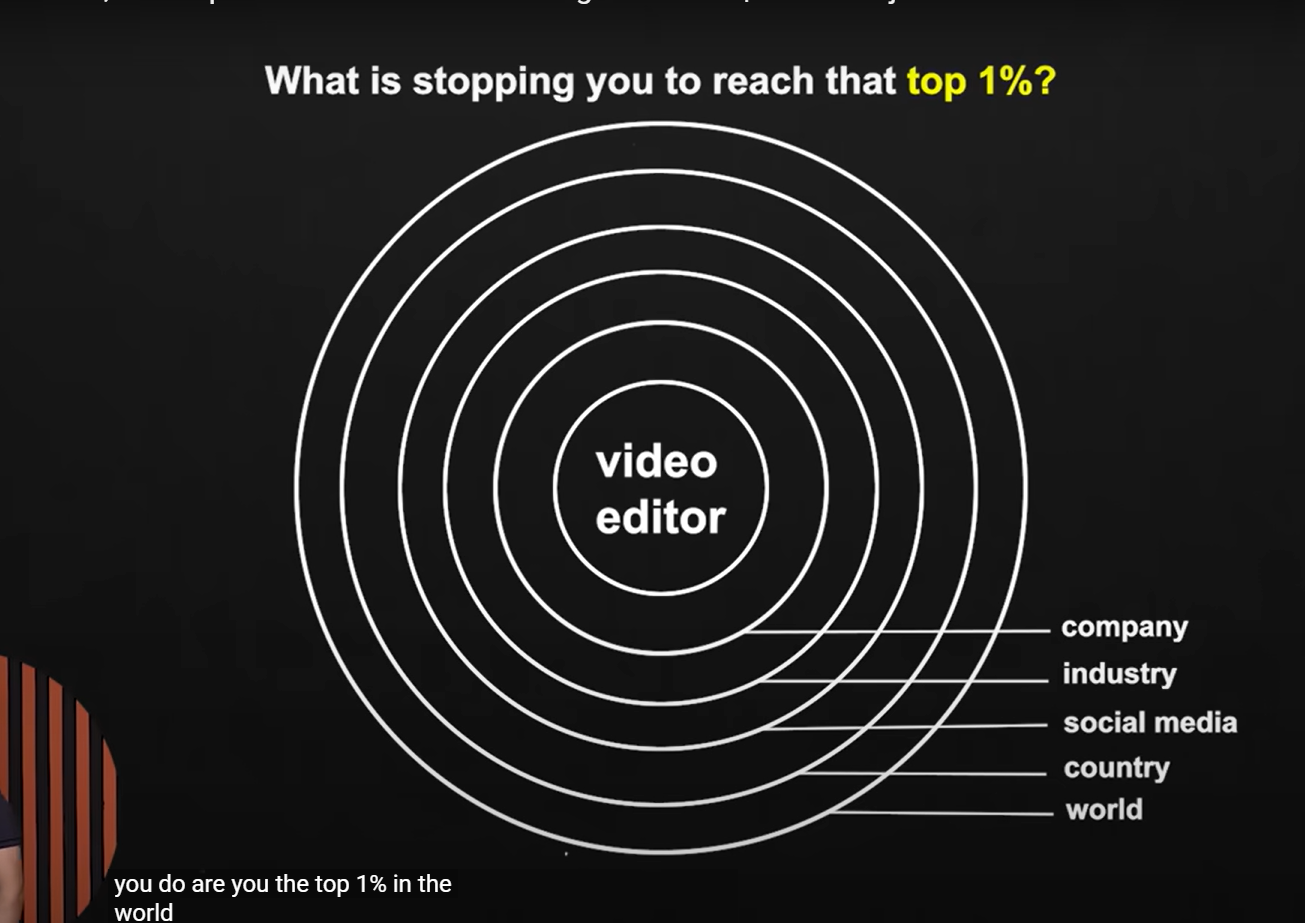 What is stopping you to reach that top 1%?
video
editor
company
industry
social media
country
world
you do are you the top 1% in the
world